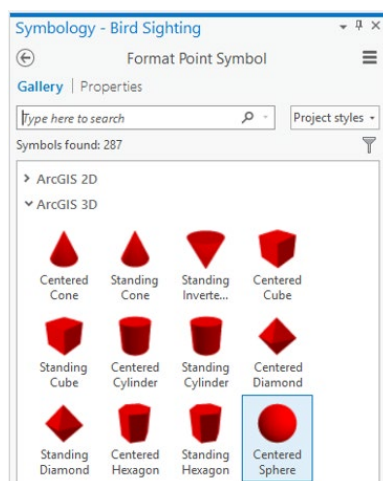 Symbology - Bird Sighting
Format Point Symbol
Gallery | Properties
Type here to search
Project styles
Symbols found: 287
ArcGIS 2D
ArcGIS 3D
Centered Cone
Standing Cone
Standing Inverte...
Centered Cube
Standing Cube
Centered Cylinder
Standing Cylinder
Centered Diamond
Standing Diamond
Centered Hexagon
Standing Hexagon
Centered Sphere